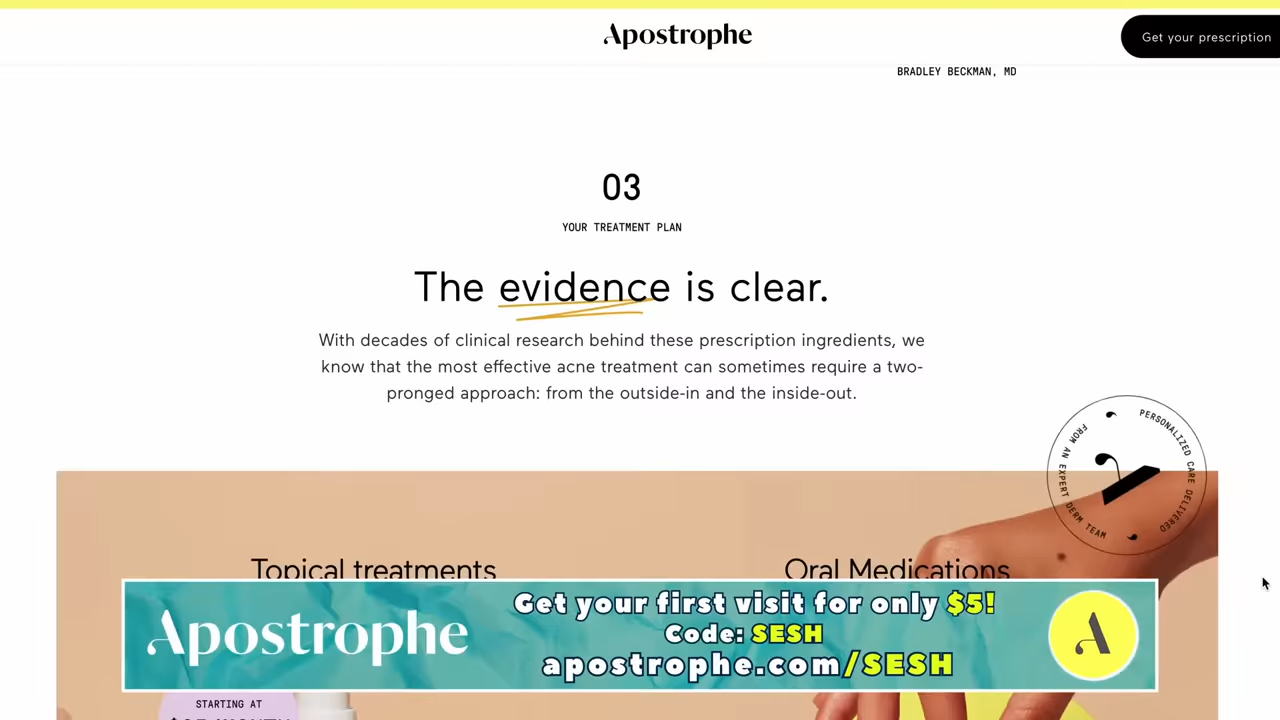 Apostrophe
Get your prescription
BRADLEY BECKMAN, MD
03
YOUR TREATMENT PLAN
The evidence is clear.
With decades of clinical research behind these prescription ingredients, we
know that the most effective acne treatment can sometimes require a two-
pronged approach: from the outside-in and the inside-out.
PERSONALIZED CARE DELIVERED
FROM AN EXPERT DERM TEAM
Topical treatments
Oral Medications
Apostrophe
Get your first visit for only $5!
Code: SESH
apostrophe.com/SESH
A
STARTING AT